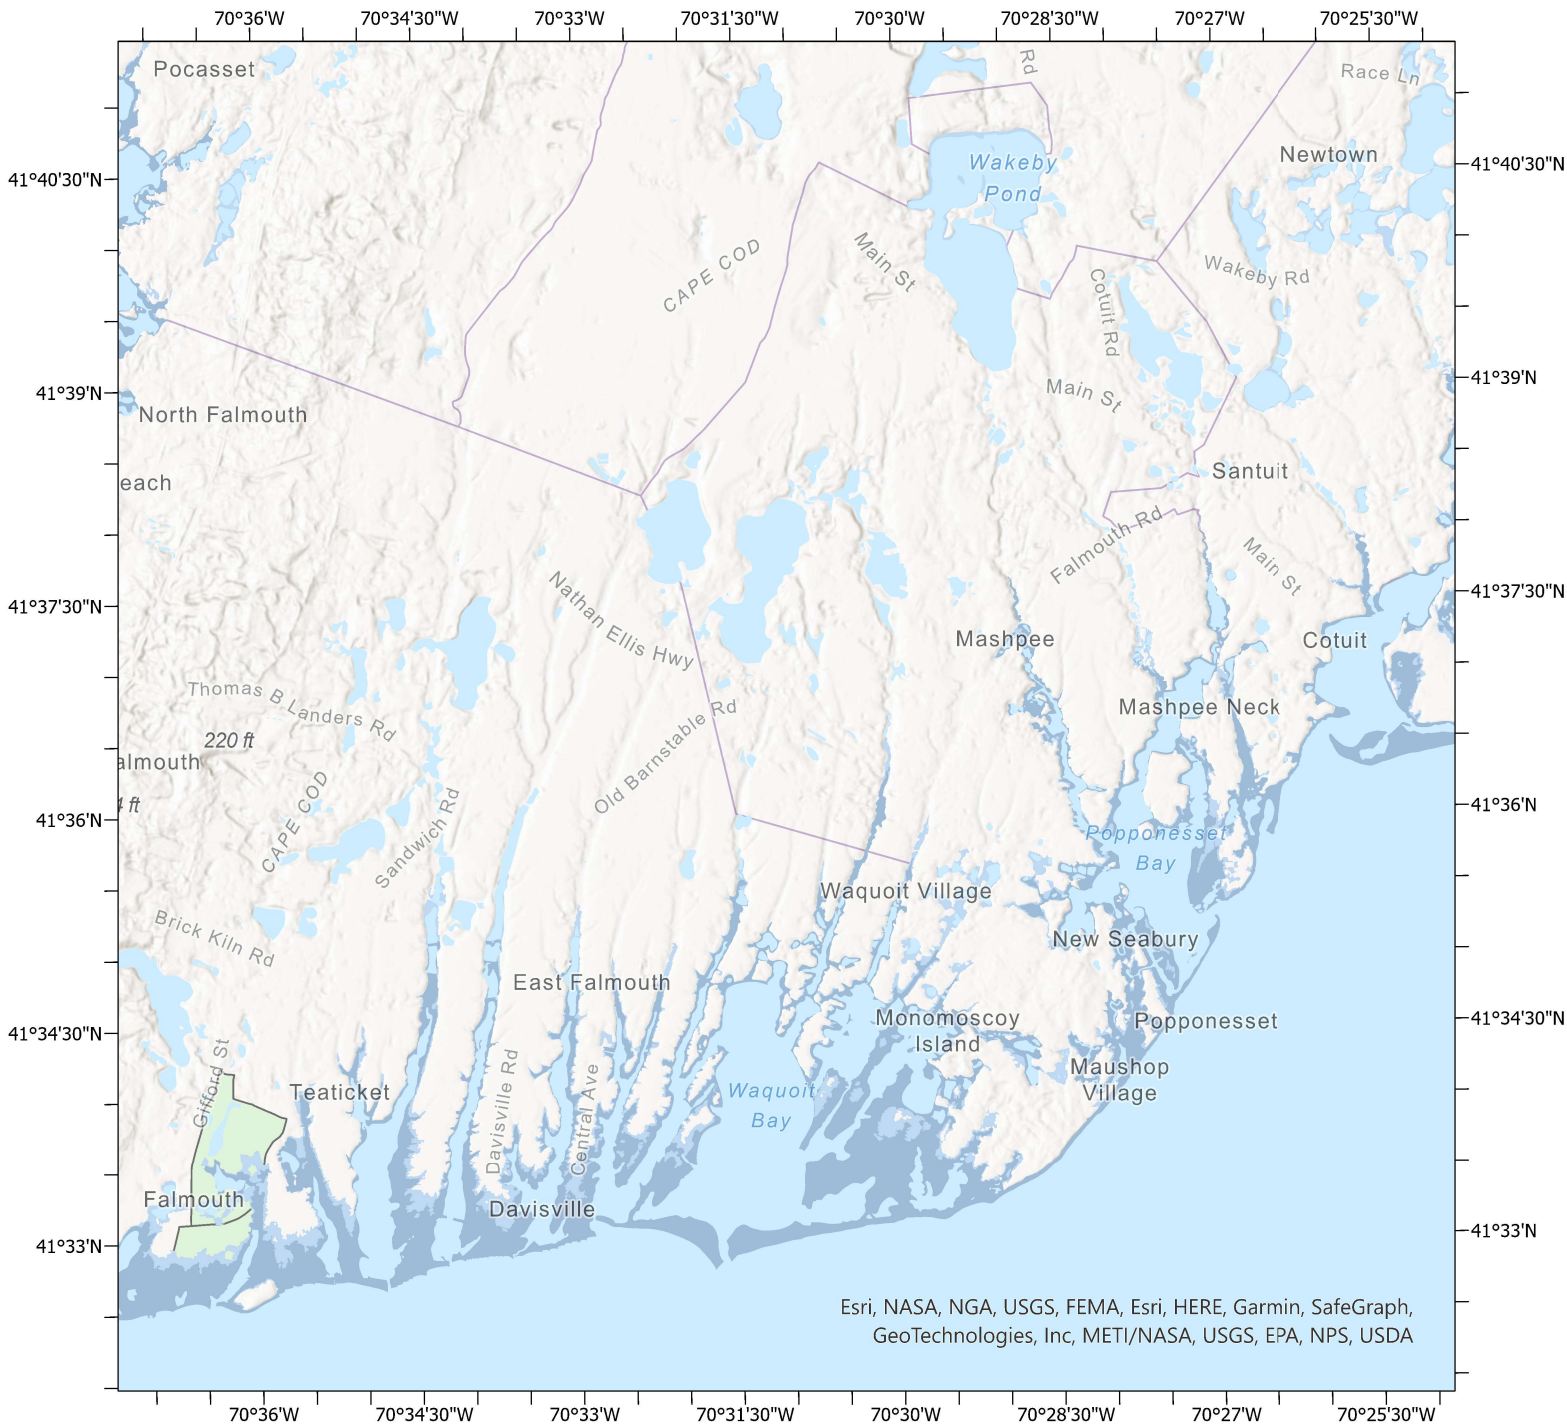 70°36'W 70°34'30"W 70°33'W 70°31'30"W 70°30'W 70°28'30"W 70°27'W 70°25'30"W
Pocasset
Rd
Race Ln
Newtown
Wakeby
Pond
41°40'30"N
41°40'30"N
CAPE COD
Main St
Wakeby Rd
Cotuit Rd
41°39'N
41°39'N
Main St
North Falmouth
Santuit
each
Falmouth Rd
Main St
41°37'30"N
41°37'30"N
Nathan Ellis Hwy
Mashpee
Cotuit
Thomas B Landers Rd
Mashpee Neck
Old Barnstable Rd
220 ft
almouth
4 ft
CAPE COD
Sandwich Rd
41°36'N
41°36'N
Popponesset
Bay
Waquoit Village
Brick Kiln Rd
New Seabury
East Falmouth
41°34'30"N
41°34'30"N
Monomoscoy
Island
Popponesset
Gifford St
Teaticket
Davisville Rd
Central Ave
Waquoit
Bay
Maushop
Village
Falmouth
Davisville
41°33'N
41°33'N
Esri, NASA, NGA, USGS, FEMA, Esri, HERE, Garmin, SafeGraph,
GeoTechnologies, Inc, METI/NASA, USGS, EPA, NPS, USDA
70°36'W 70°34'30"W 70°33'W 70°31'30"W 70°30'W 70°28'30"W 70°27'W 70°25'30"W